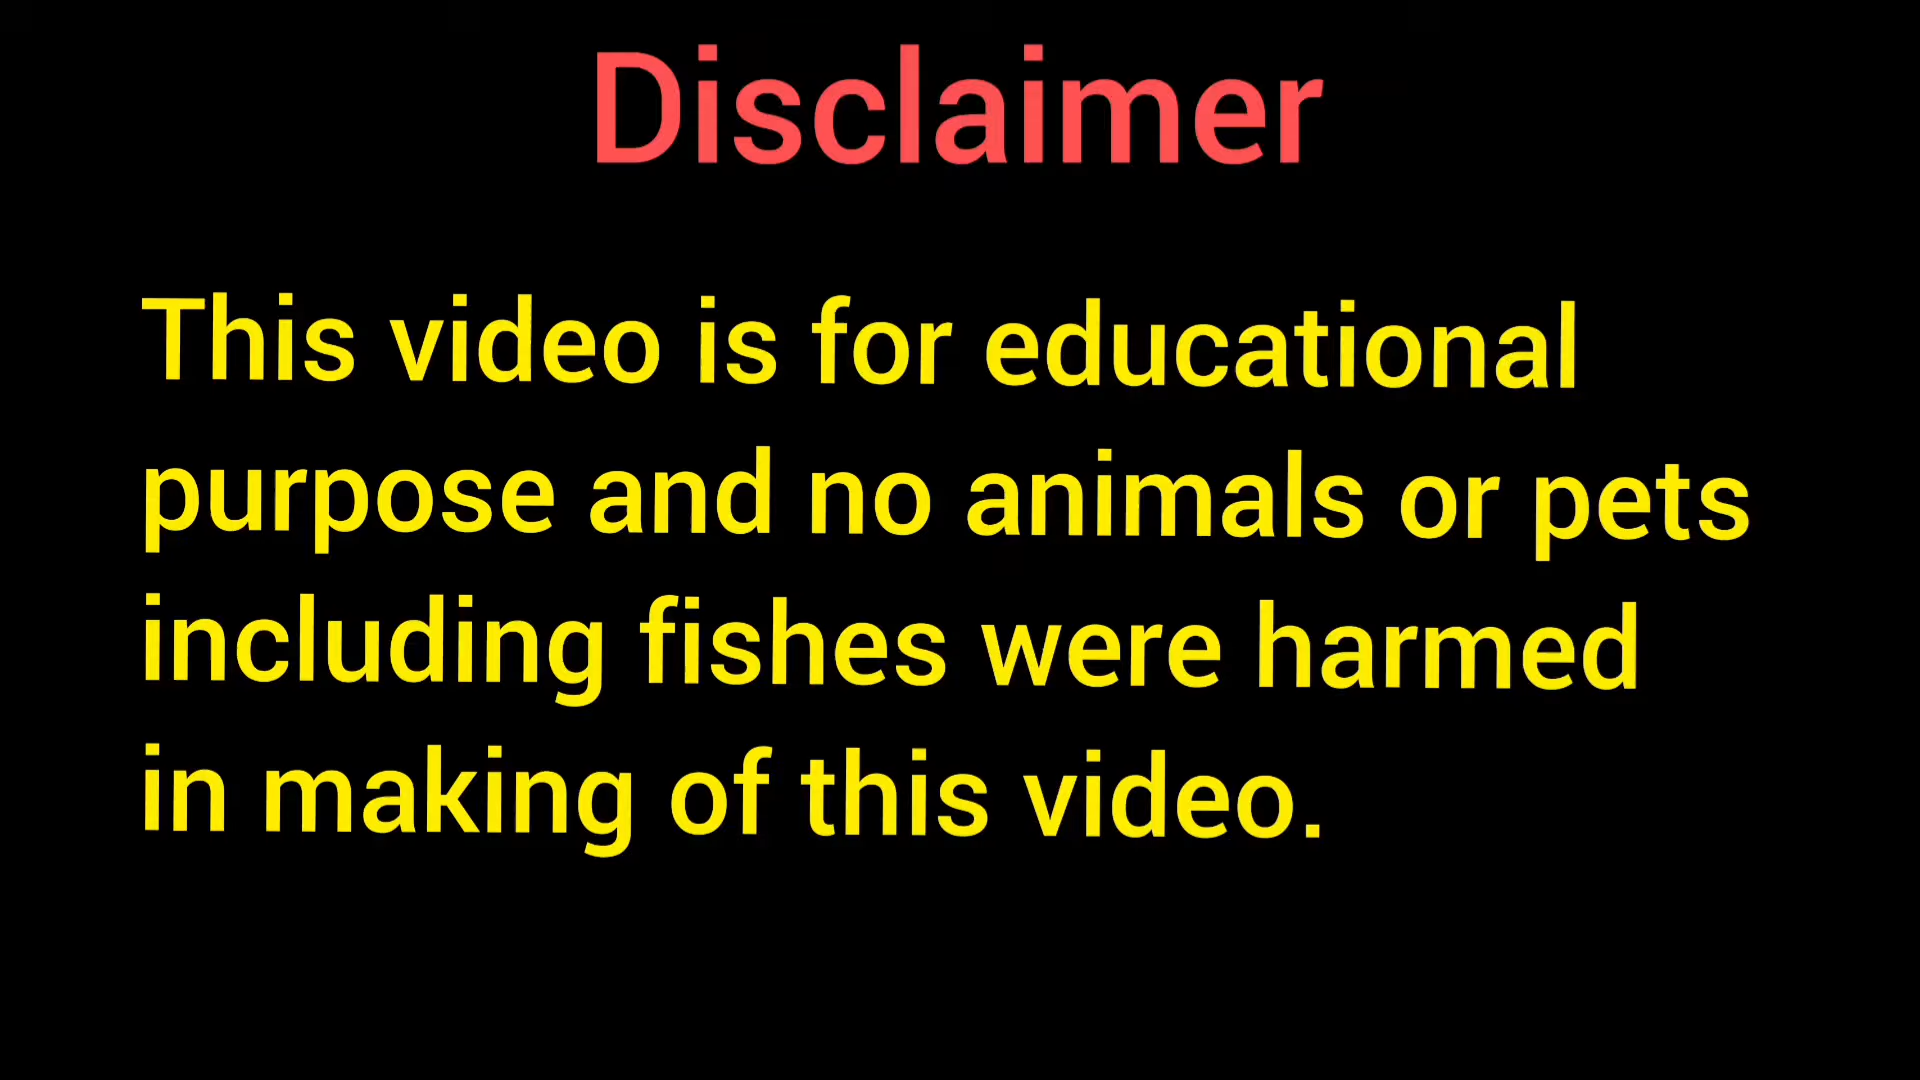 Disclaimer
This video is for educational
purpose and no animals or pets
including fishes were harmed
in making of this video.